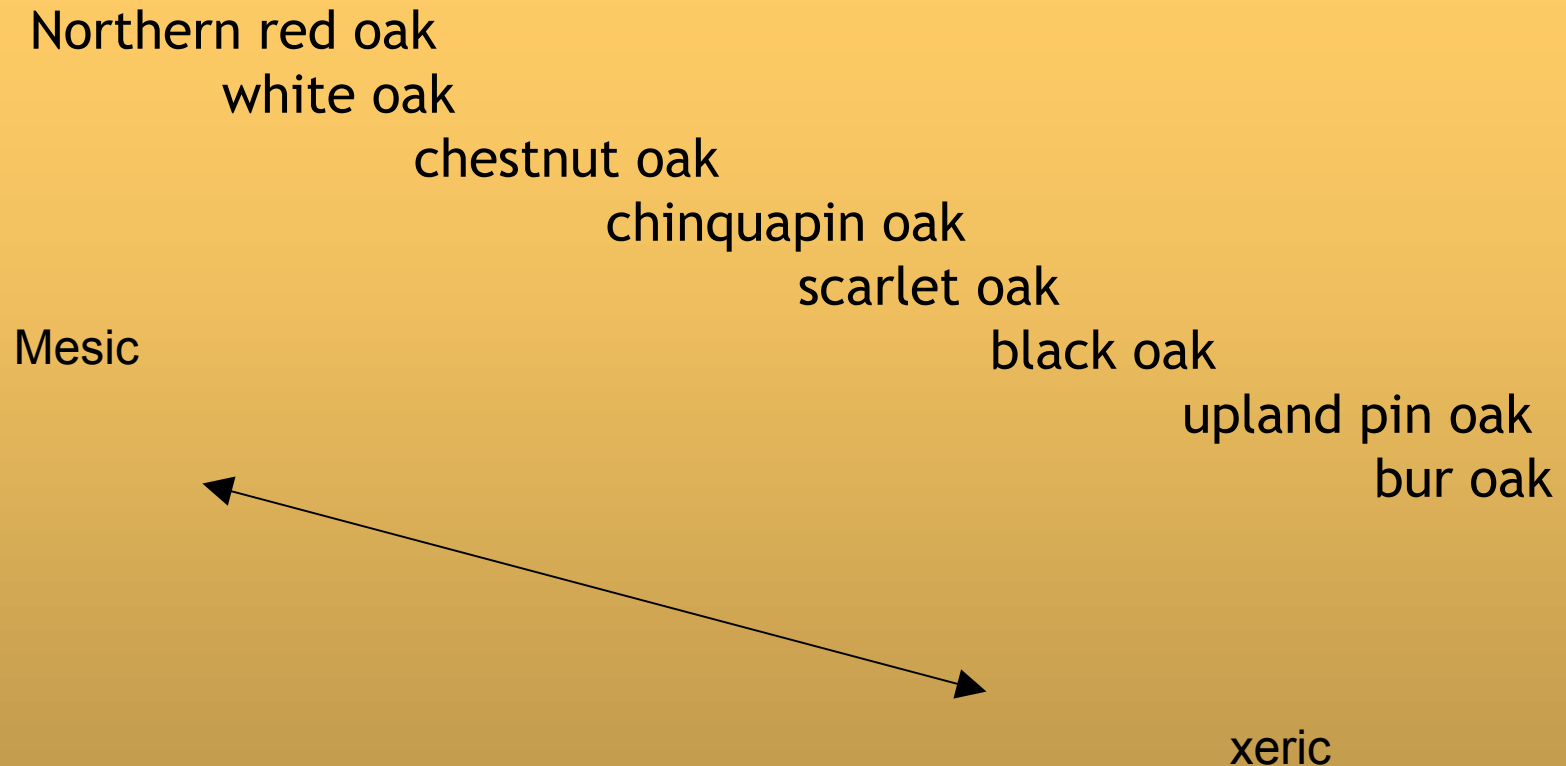 Northern red oak
white oak
chestnut oak
chinquapin oak
scarlet oak
Mesic
black oak
upland pin oak
bur oak
xeric